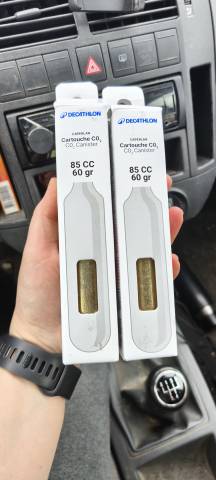 DECATHLON
CAPERLAN
Cartouche CO₂
CO₂ Canister
85 CC
60 gr
DECATHLON
CAPERLAN
Cartouche CO₂
CO₂ Canister
85 CC
60 gr